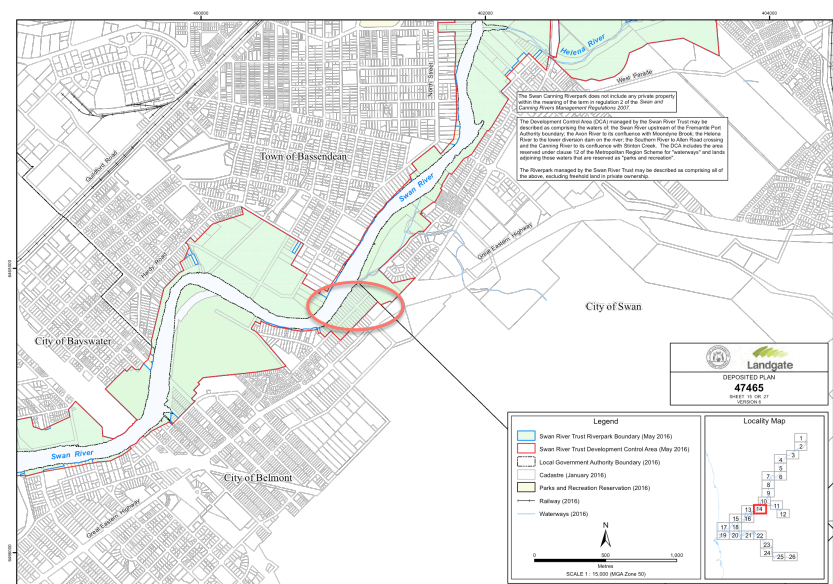 400000
402000
404000
Helena River
West Parade
North Street
The Swan Canning Riverpark does not include any private property
within the meaning of the term in regulation 2 of the Swan and
Canning Rivers Management Regulations 2007.
The Development Control Area (DCA) managed by the Swan River Trust may be
described as comprising the waters of: the Swan River upstream of the Fremantle Port
Authority boundary; the Avon River to its confluence with Moondyne Brook; the Helena
River to the lower diversion dam on the river; the Southern River to Allen Road crossing
and the Canning River to its confluence with Stinton Creek. The DCA includes the area
reserved under clause 12 of the Metropolitan Region Scheme for "waterways" and lands
adjoining those waters that are reserved as "parks and recreation".
The Riverpark managed by the Swan River Trust may be described as comprising all of
the above, excluding freehold land in private ownership.
Town of Bassendean
Guildford Road
Swan River
Great Eastern Highway
Hardy Road
City of Swan
City of Bayswater
Landgate
DEPOSITED PLAN
47465
SHEET 15 OR 27
VERSION 6
Swan River
City of Belmont
Great Eastern Highway
Legend
Swan River Trust Riverpark Boundary (May 2016)
Swan River Trust Development Control Area (May 2016)
Local Government Authority Boundary (2016)
Cadastre (January 2016)
Parks and Recreation Reservation (2016)
Railway (2016)
Waterways (2016)
N
0 500 1,000
Metres
SCALE 1 : 15,000 (MGA Zone 50)
Locality Map
1
2
3
4
5
7 6
8
9
10
13 14 11
15 16 12
17 18
19 20 21 22
23
24
25 26